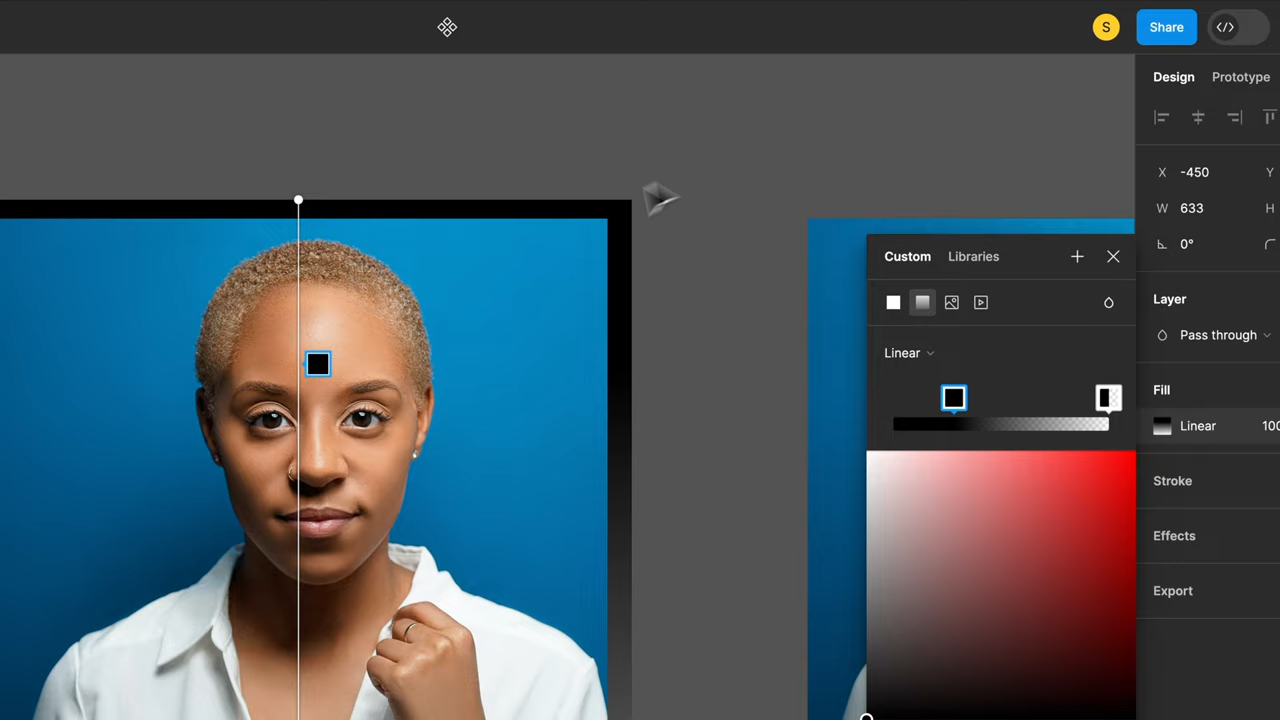 S
Share
</>
Design
Prototype
X
-450
Y
W
633
H
0°
Custom
Libraries
Layer
Pass through
Linear
Fill
Linear
100
Stroke
Effects
Export